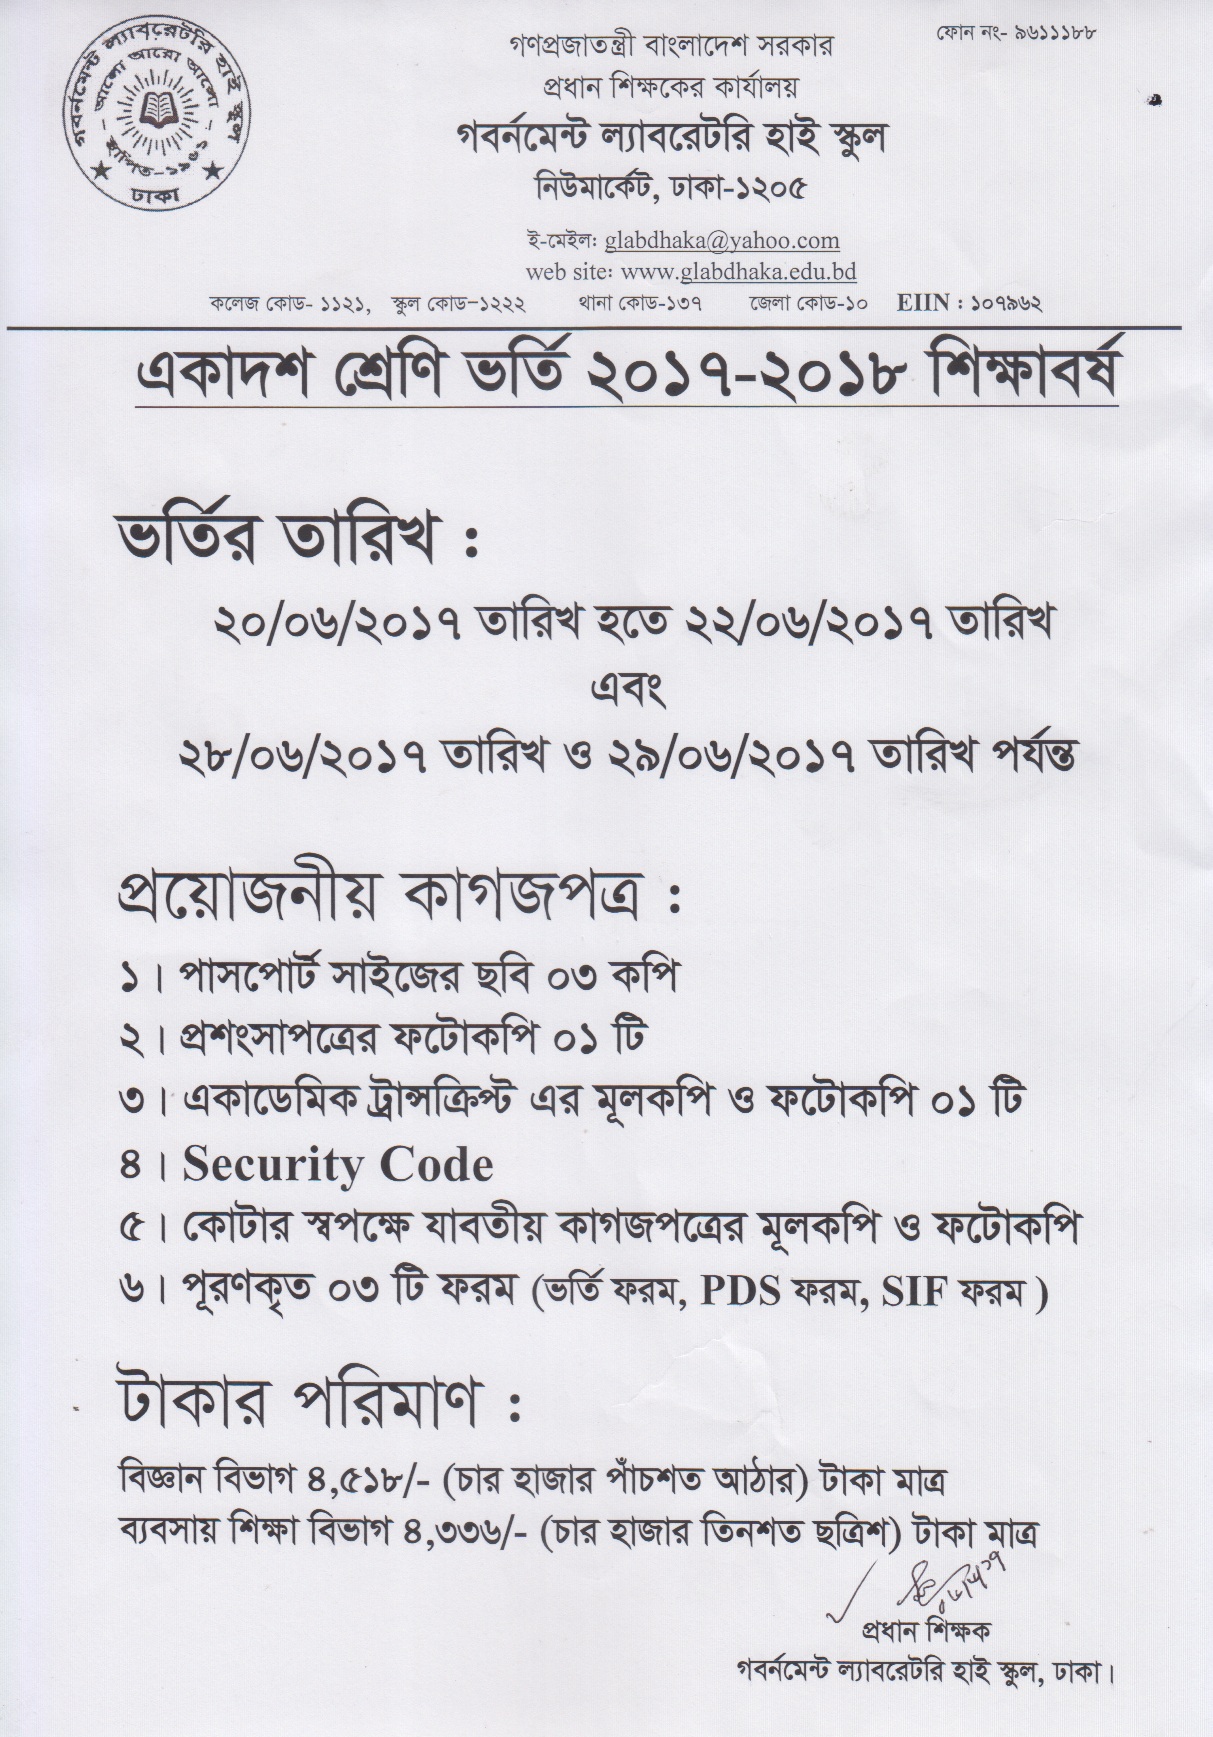 গবর্নমেন্ট ল্যাবরেটরি হাই স্কুল
আলো আরো আলো
স্থাপিত-১৯৬১
ঢাকা
ফোন নং- ৯৬১১১৮৮
গণপ্রজাতন্ত্রী বাংলাদেশ সরকার
প্রধান শিক্ষকের কার্যালয়
গবর্নমেন্ট ল্যাবরেটরি হাই স্কুল
নিউমার্কেট, ঢাকা-১২০৫
ই-মেইলঃ glabdhaka@yahoo.com
web site: www.glabdhaka.edu.bd
কলেজ কোড- ১১২১, স্কুল কোড-১২২২ থানা কোড-১৩৭ জেলা কোড-১০ EIIN : ১০৭৯৬২
একাদশ শ্রেণি ভর্তি ২০১৭-২০১৮ শিক্ষাবর্ষ
ভর্তির তারিখ :
২০/০৬/২০১৭ তারিখ হতে ২২/০৬/২০১৭ তারিখ
এবং
২৮/০৬/২০১৭ তারিখ ও ২৯/০৬/২০১৭ তারিখ পর্যন্ত
প্রয়োজনীয় কাগজপত্র :
১। পাসপোর্ট সাইজের ছবি ০৩ কপি
২। প্রশংসাপত্রের ফটোকপি ০১ টি
৩। একাডেমিক ট্রান্সক্রিপ্ট এর মূলকপি ও ফটোকপি ০১ টি
৪। Security Code
৫। কোটার স্বপক্ষে যাবতীয় কাগজপত্রের মূলকপি ও ফটোকপি
৬। পূরণকৃত ০৩ টি ফরম (ভর্তি ফরম, PDS ফরম, SIF ফরম )
টাকার পরিমাণ :
বিজ্ঞান বিভাগ ৪,৫১৮/- (চার হাজার পাঁচশত আঠার) টাকা মাত্র
ব্যবসায় শিক্ষা বিভাগ ৪,৩৩৬/- (চার হাজার তিনশত ছত্রিশ) টাকা মাত্র
প্রধান শিক্ষক
গবর্নমেন্ট ল্যাবরেটরি হাই স্কুল, ঢাকা।